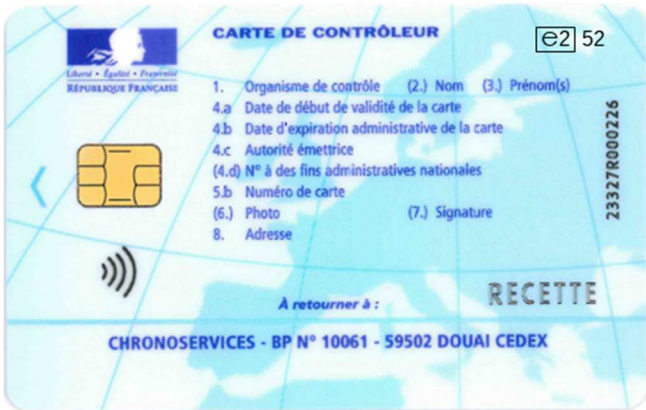 CARTE DE CONTRÔLEUR
e2 52
Liberté • Égalité • Fraternité
RÉPUBLIQUE FRANÇAISE
1. Organisme de contrôle (2.) Nom (3.) Prénom(s)
4.a Date de début de validité de la carte
4.b Date d'expiration administrative de la carte
4.c Autorité émettrice
(4.d) N° à des fins administratives nationales
5.b Numéro de carte
(6.) Photo (7.) Signature
8. Adresse
23327R000226
RECETTE
À retourner à :
CHRONOSERVICES - BP N° 10061 - 59502 DOUAI CEDEX